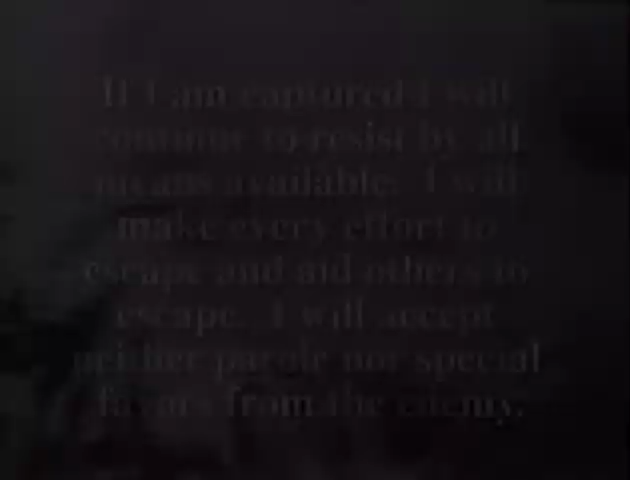 If I am captured I will
continue to resist by all
means available. I will
make every effort to
escape and aid others to
escape. I will accept
neither parole nor special
favors from the enemy.